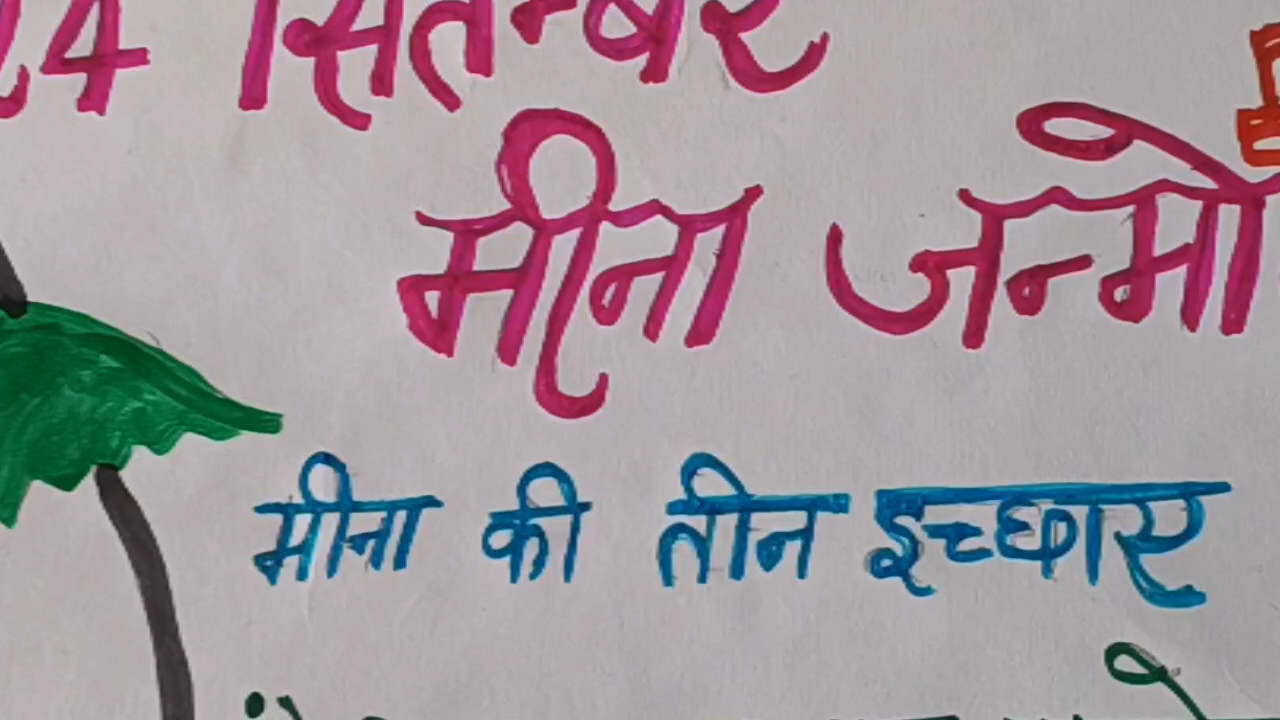 24 सितम्बर
मीना जन्मो
मीना की तीन इच्छाए